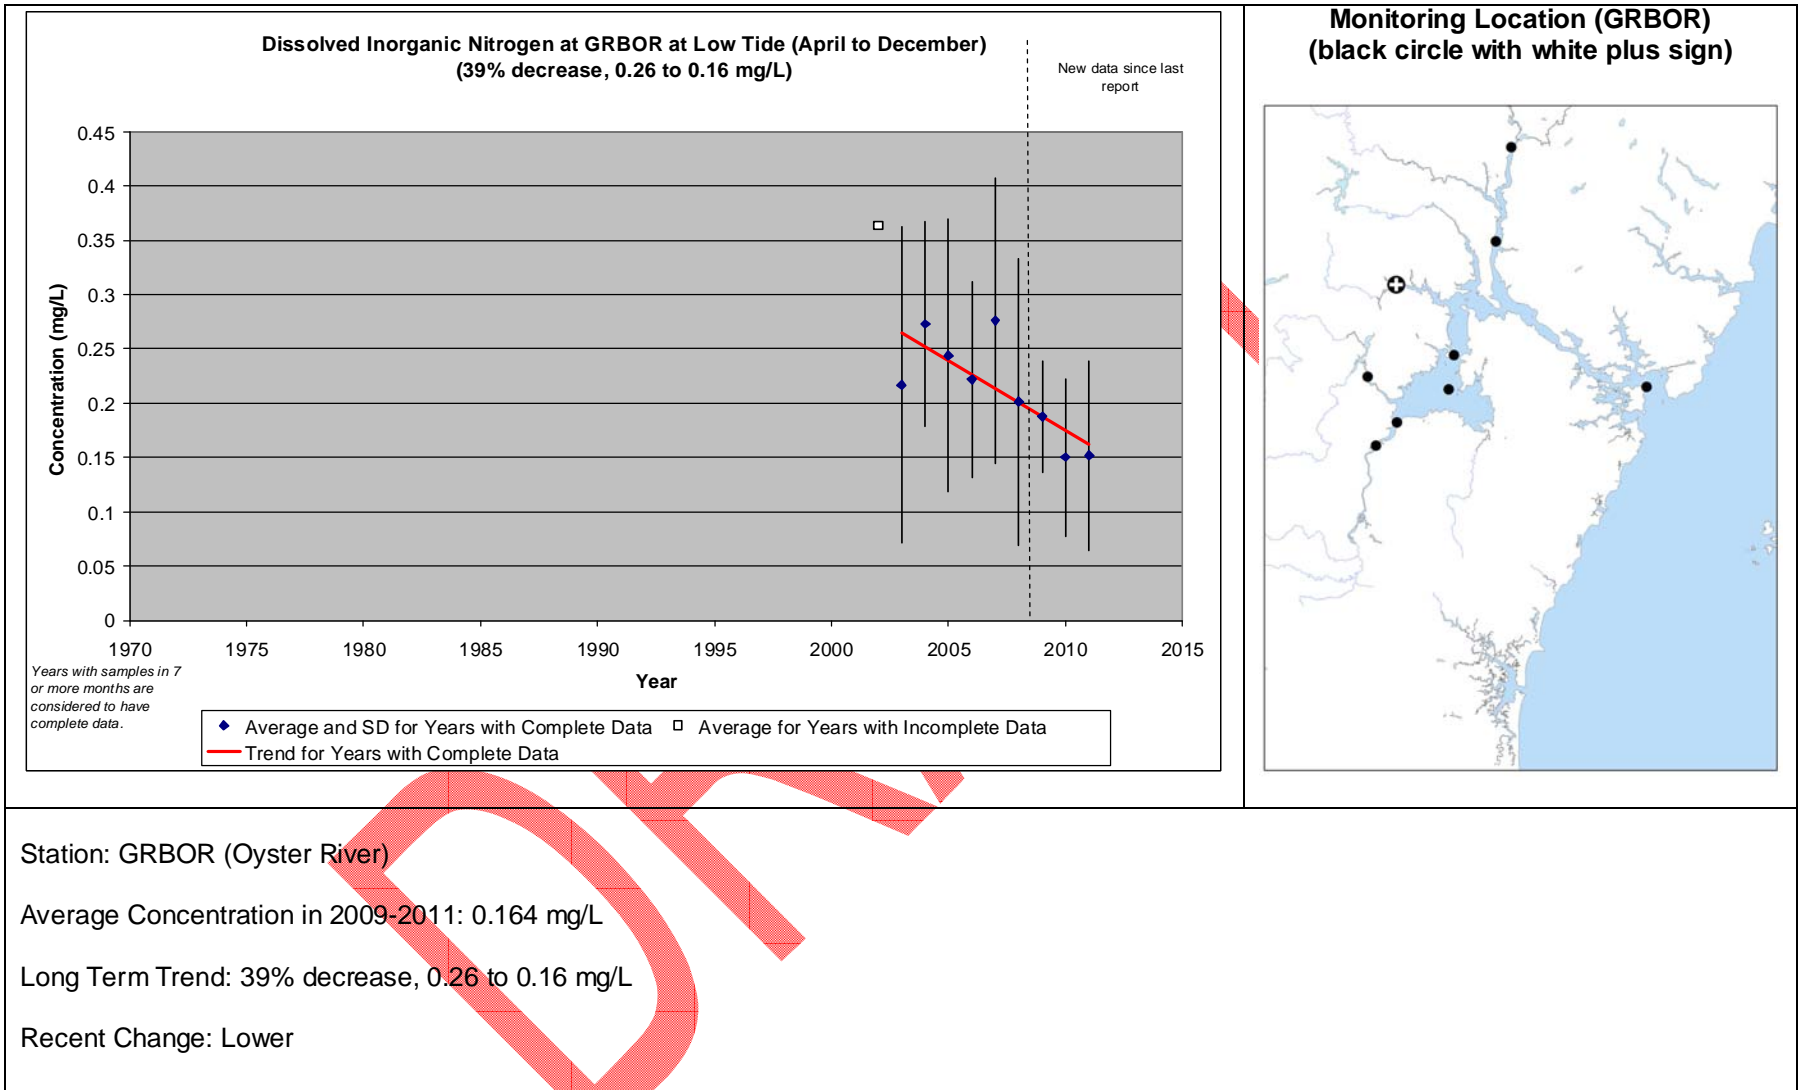 Dissolved Inorganic Nitrogen at GRBOR at Low Tide (April to December)
(39% decrease, 0.26 to 0.16 mg/L)
New data since last
report
0.45
0.4
0.35
0.3
0.25
0.2
0.15
0.1
0.05
0
Concentration (mg/L)
1970 1975 1980 1985 1990 1995 2000 2005 2010 2015
Year
Years with samples in 7
or more months are
considered to have
complete data.
Average and SD for Years with Complete Data Average for Years with Incomplete Data
Trend for Years with Complete Data
Monitoring Location (GRBOR)
(black circle with white plus sign)
Station: GRBOR (Oyster River)
Average Concentration in 2009-2011: 0.164 mg/L
Long Term Trend: 39% decrease, 0.26 to 0.16 mg/L
Recent Change: Lower